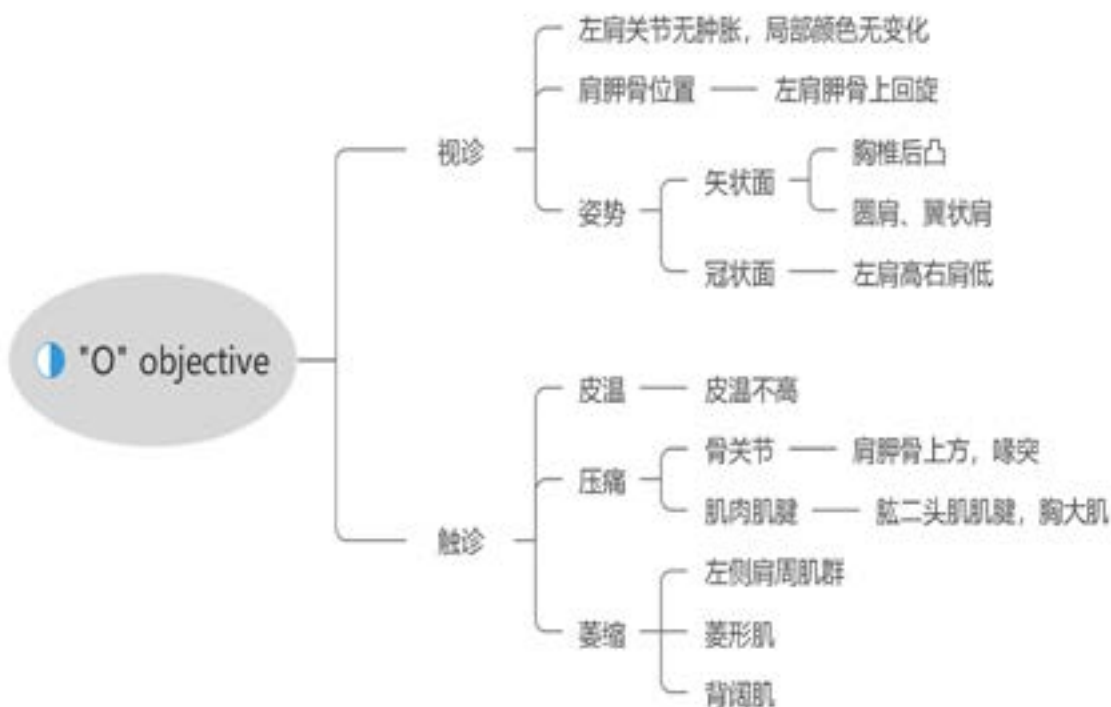 "O" objective
视诊
左肩关节无肿胀，局部颜色无变化
肩胛骨位置
左肩胛骨上回旋
姿势
矢状面
胸椎后凸
圆肩、翼状肩
冠状面
左肩高右肩低
触诊
皮温
皮温不高
压痛
骨关节
肩胛骨上方，喙突
肌肉肌腱
肱二头肌肌腱，胸大肌
萎缩
左侧肩周肌群
菱形肌
背阔肌